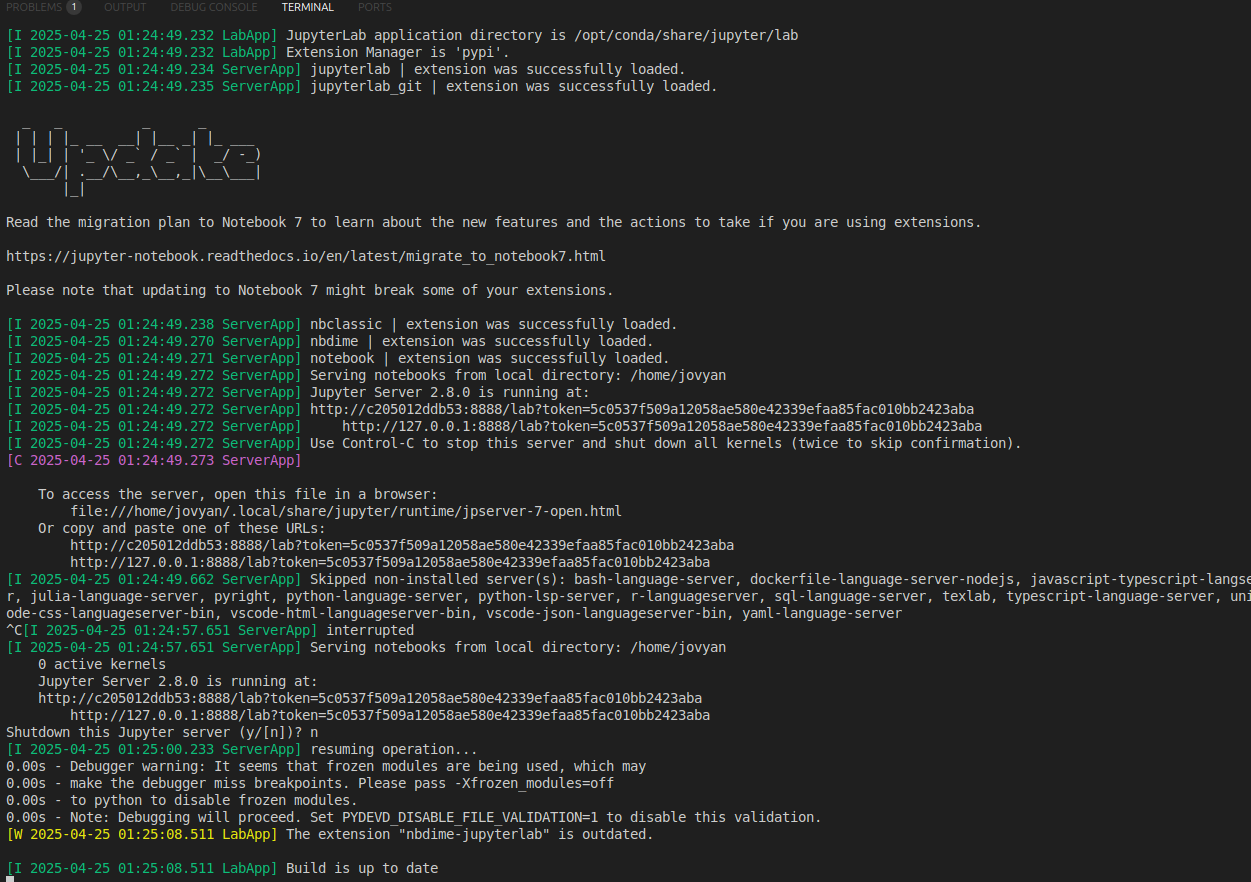 PROBLEMS 1 OUTPUT DEBUG CONSOLE TERMINAL PORTS
[I 2025-04-25 01:24:49.232 LabApp] JupyterLab application directory is /opt/conda/share/jupyter/lab
[I 2025-04-25 01:24:49.232 LabApp] Extension Manager is 'pypi'.
[I 2025-04-25 01:24:49.234 ServerApp] jupyterlab | extension was successfully loaded.
[I 2025-04-25 01:24:49.235 ServerApp] jupyterlab_git | extension was successfully loaded.
  _   _          _      _
 | | | |_ __  __| |__ _| |_ ___
 | |_| | '_ \/ _` / _` |  _/ -_)
  \___/| .__/\__,_\__,_|\__\___|
       |_|
Read the migration plan to Notebook 7 to learn about the new features and the actions to take if you are using extensions.
https://jupyter-notebook.readthedocs.io/en/latest/migrate_to_notebook7.html
Please note that updating to Notebook 7 might break some of your extensions.
[I 2025-04-25 01:24:49.238 ServerApp] nbclassic | extension was successfully loaded.
[I 2025-04-25 01:24:49.270 ServerApp] nbdime | extension was successfully loaded.
[I 2025-04-25 01:24:49.271 ServerApp] notebook | extension was successfully loaded.
[I 2025-04-25 01:24:49.272 ServerApp] Serving notebooks from local directory: /home/jovyan
[I 2025-04-25 01:24:49.272 ServerApp] Jupyter Server 2.8.0 is running at:
[I 2025-04-25 01:24:49.272 ServerApp] http://c205012ddb53:8888/lab?token=5c0537f509a12058ae580e42339efaa85fac010bb2423aba
[I 2025-04-25 01:24:49.272 ServerApp]     http://127.0.0.1:8888/lab?token=5c0537f509a12058ae580e42339efaa85fac010bb2423aba
[I 2025-04-25 01:24:49.272 ServerApp] Use Control-C to stop this server and shut down all kernels (twice to skip confirmation).
[C 2025-04-25 01:24:49.273 ServerApp]
    To access the server, open this file in a browser:
        file:///home/jovyan/.local/share/jupyter/runtime/jpserver-7-open.html
    Or copy and paste one of these URLs:
        http://c205012ddb53:8888/lab?token=5c0537f509a12058ae580e42339efaa85fac010bb2423aba
        http://127.0.0.1:8888/lab?token=5c0537f509a12058ae580e42339efaa85fac010bb2423aba
[I 2025-04-25 01:24:49.662 ServerApp] Skipped non-installed server(s): bash-language-server, dockerfile-language-server-nodejs, javascript-typescript-langse
r, julia-language-server, pyright, python-language-server, python-lsp-server, r-languageserver, sql-language-server, texlab, typescript-language-server, uni
ode-css-languageserver-bin, vscode-html-languageserver-bin, vscode-json-languageserver-bin, yaml-language-server
^C[I 2025-04-25 01:24:57.651 ServerApp] interrupted
[I 2025-04-25 01:24:57.651 ServerApp] Serving notebooks from local directory: /home/jovyan
    0 active kernels
    Jupyter Server 2.8.0 is running at:
    http://c205012ddb53:8888/lab?token=5c0537f509a12058ae580e42339efaa85fac010bb2423aba
        http://127.0.0.1:8888/lab?token=5c0537f509a12058ae580e42339efaa85fac010bb2423aba
Shutdown this Jupyter server (y/[n])? n
[I 2025-04-25 01:25:00.233 ServerApp] resuming operation...
0.00s - Debugger warning: It seems that frozen modules are being used, which may
0.00s - make the debugger miss breakpoints. Please pass -Xfrozen_modules=off
0.00s - to python to disable frozen modules.
0.00s - Note: Debugging will proceed. Set PYDEVD_DISABLE_FILE_VALIDATION=1 to disable this validation.
[W 2025-04-25 01:25:08.511 LabApp] The extension "nbdime-jupyterlab" is outdated.
[I 2025-04-25 01:25:08.511 LabApp] Build is up to date